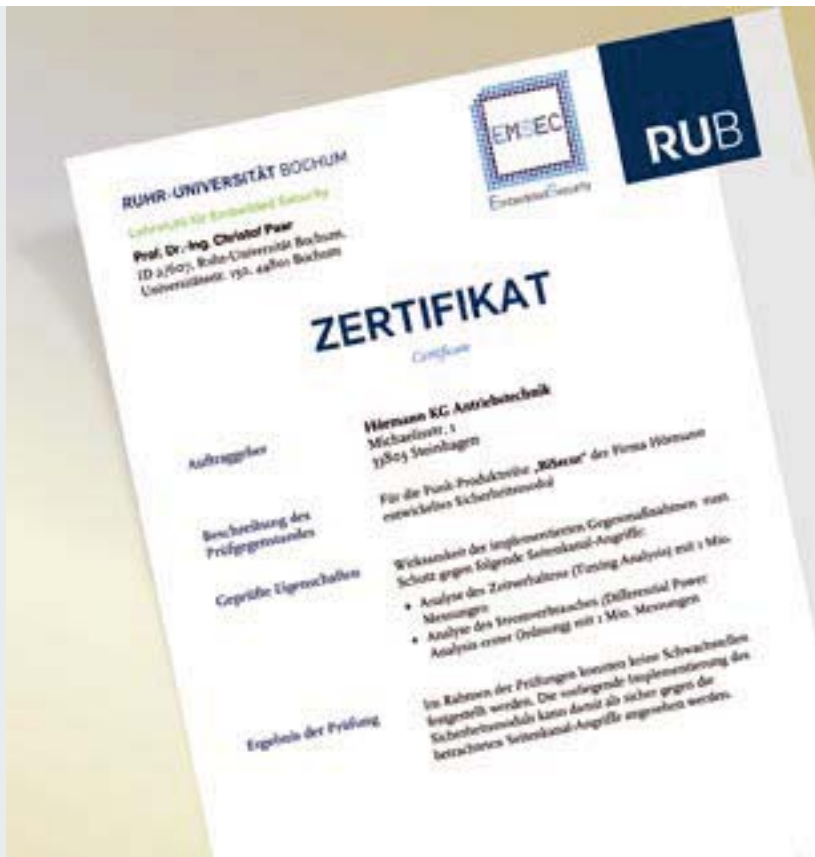 EMSEC
Embedded Security
RUB
RUHR-UNIVERSITÄT BOCHUM
Lehrstuhl für Embedded Security
Prof. Dr.-Ing. Christof Paar
ID 2/607, Ruhr-Universität Bochum,
Universitätsstr. 150, 44801 Bochum
ZERTIFIKAT
Certificate
Auftraggeber
Hörmann KG Antriebstechnik
Michaelisstr. 1
33803 Steinhagen
Beschreibung des
Prüfgegenstandes
Für die Funk-Produktreihe „BiSecur“ der Firma Hörmann
entwickeltes Sicherheitsmodul
Geprüfte Eigenschaften
Wirksamkeit der implementierten Gegenmaßnahmen zum
Schutz gegen folgende Seitenkanal-Angriffe:
• Analyse des Zeitverhaltens (Timing Analysis) mit 1 Mio.
Messungen
• Analyse des Stromverbrauches (Differential Power
Analysis erster Ordnung) mit 1 Mio. Messungen
Ergebnis der Prüfung
Im Rahmen der Prüfungen konnten keine Schwachstellen
festgestellt werden. Die vorliegende Implementierung des
Sicherheitsmoduls kann damit als sicher gegen die
betrachteten Seitenkanal-Angriffe angesehen werden.